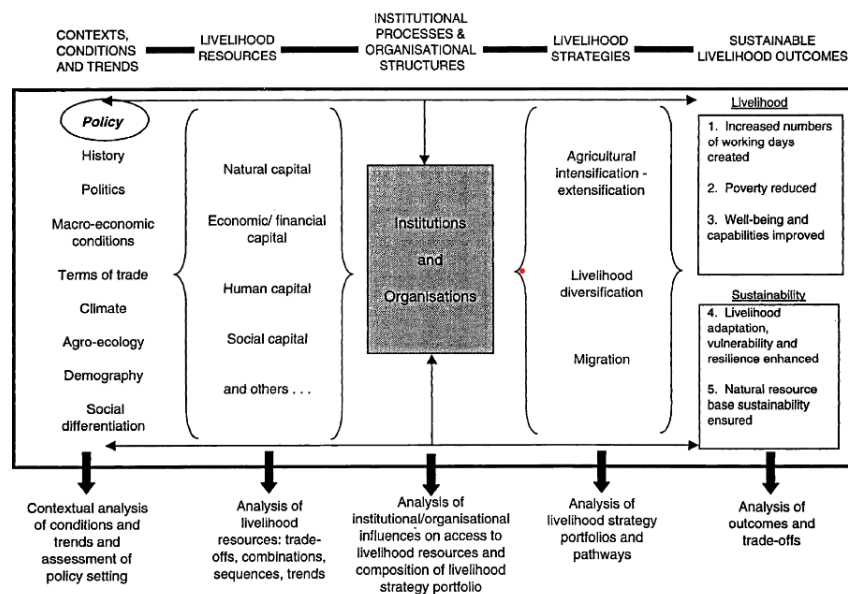 CONTEXTS,
CONDITIONS
AND TRENDS
LIVELIHOOD
RESOURCES
INSTITUTIONAL
PROCESSES &
ORGANISATIONAL
STRUCTURES
LIVELIHOOD
STRATEGIES
SUSTAINABLE
LIVELIHOOD OUTCOMES
Policy
History
Politics
Macro-economic
conditions
Terms of trade
Climate
Agro-ecology
Demography
Social
differentiation
Natural capital
Economic/ financial
capital
Human capital
Social capital
and others . . .
Institutions
and
Organisations
Agricultural
intensification -
extensification
Livelihood
diversification
Migration
Livelihood
1. Increased numbers
of working days
created
2. Poverty reduced
3. Well-being and
capabilities improved
Sustainability
4. Livelihood
adaptation,
vulnerability and
resilience enhanced
5. Natural resource
base sustainability
ensured
Contextual analysis
of conditions and
trends and
assessment of
policy setting
Analysis of
livelihood
resources: trade-
offs, combinations,
sequences, trends
Analysis of
institutional/organisational
influences on access to
livelihood resources and
composition of livelihood
strategy portfolio
Analysis of
livelihood strategy
portfolios and
pathways
Analysis of
outcomes and
trade-offs